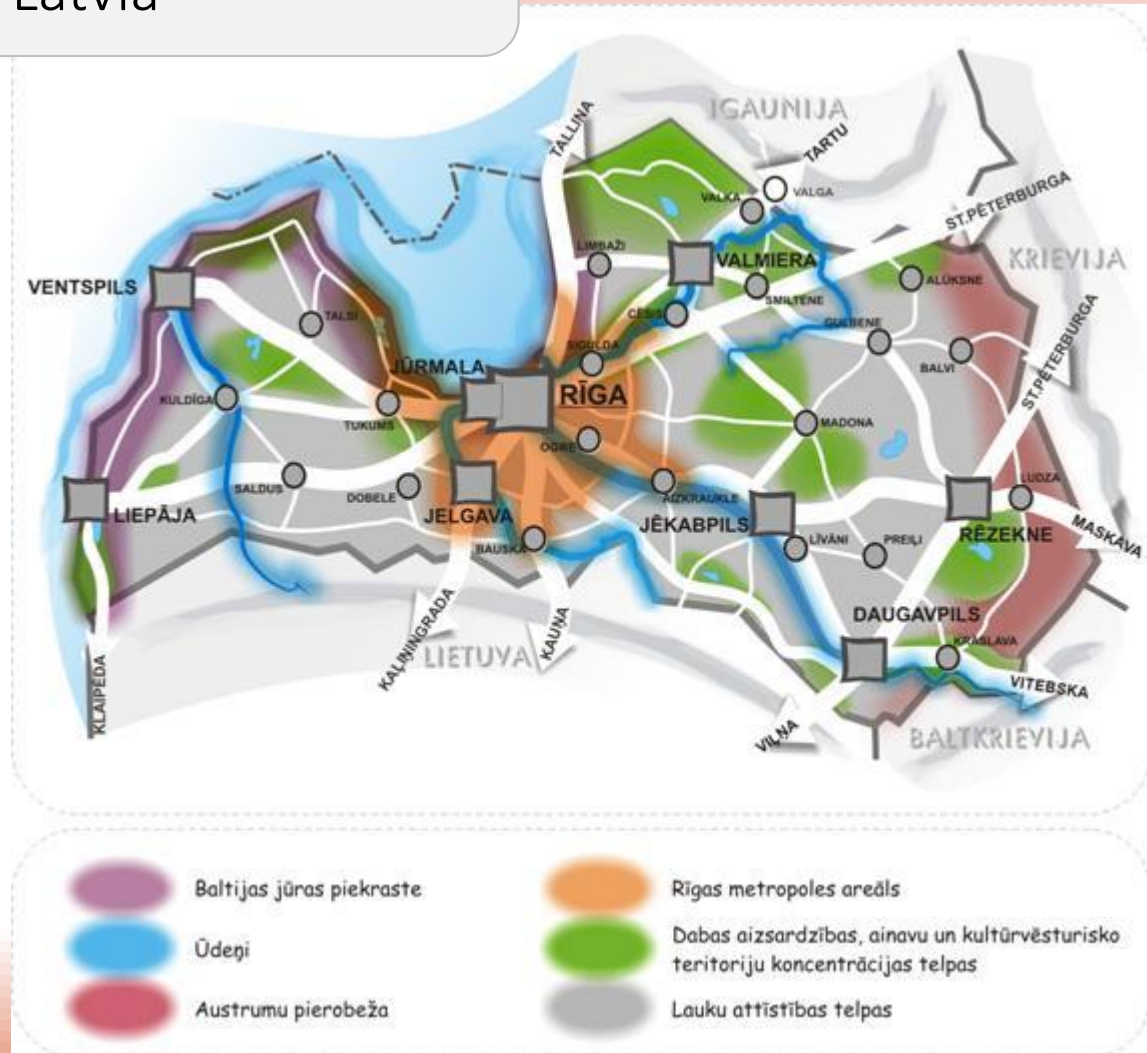 Latvia
IGAUNIJA
TALLINA
TARTU
VALKA
VALGA
ST.PĒTERBURGA
LIMBAŽI
VALMIERA
KRIEVIJA
VENTSPILS
ALŪKSNE
SMILTENE
CĒSIS
TALSI
GULBENE
SIGULDA
BALVI
ST.PĒTERBURGA
JŪRMALA
RĪGA
KULDĪGA
TUKUMS
MADONA
OGRE
SALDUS
DOBELE
AIZKRAUKLE
LUDZA
LIEPĀJA
JELGAVA
JĒKABPILS
RĒZEKNE
MASKAVA
BAUSKA
LĪVĀNI
PREIĻI
DAUGAVPILS
KRĀSLAVA
KLAIPĒDA
KAĻIŅINGRADA
LIETUVA
KAUŅA
VITEBSKA
VIĻŅA
BALTKRIEVIJA
Baltijas jūras piekraste
Ūdeņi
Austrumu pierobeža
Rīgas metropoles areāls
Dabas aizsardzības, ainavu un kultūrvēsturisko
teritoriju koncentrācijas telpas
Lauku attīstības telpas